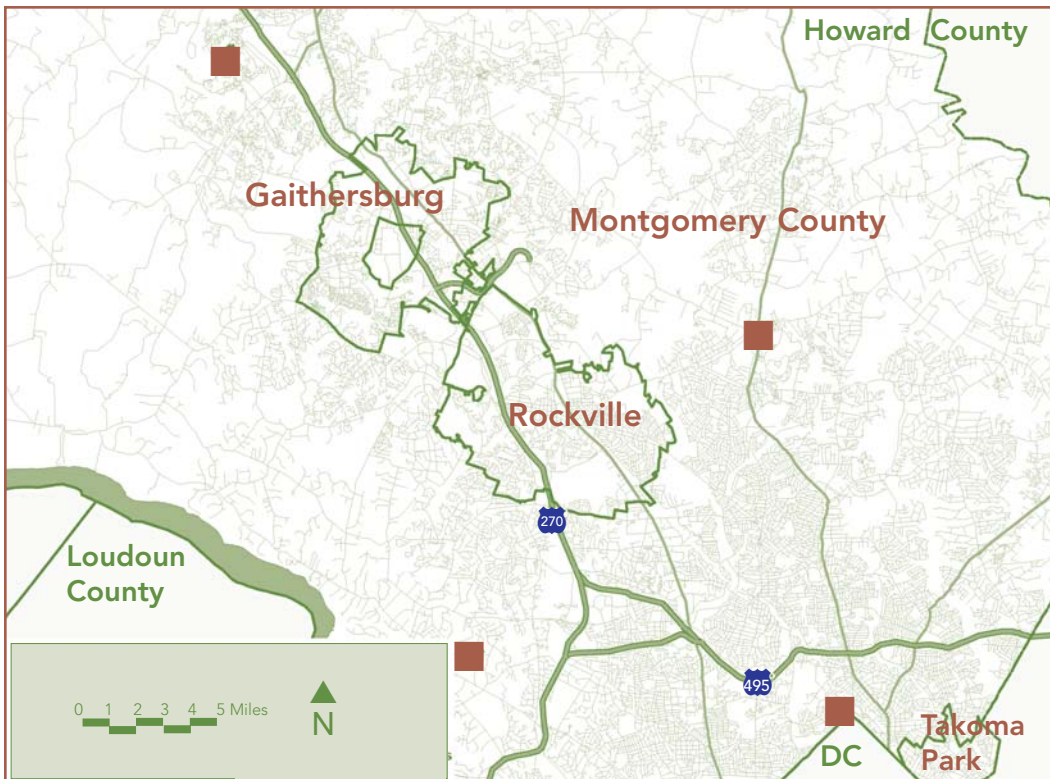 Howard County
Gaithersburg
Montgomery County
Rockville
270
Loudoun
County
495
0 1 2 3 4 5 Miles
N
Takoma
Park
DC